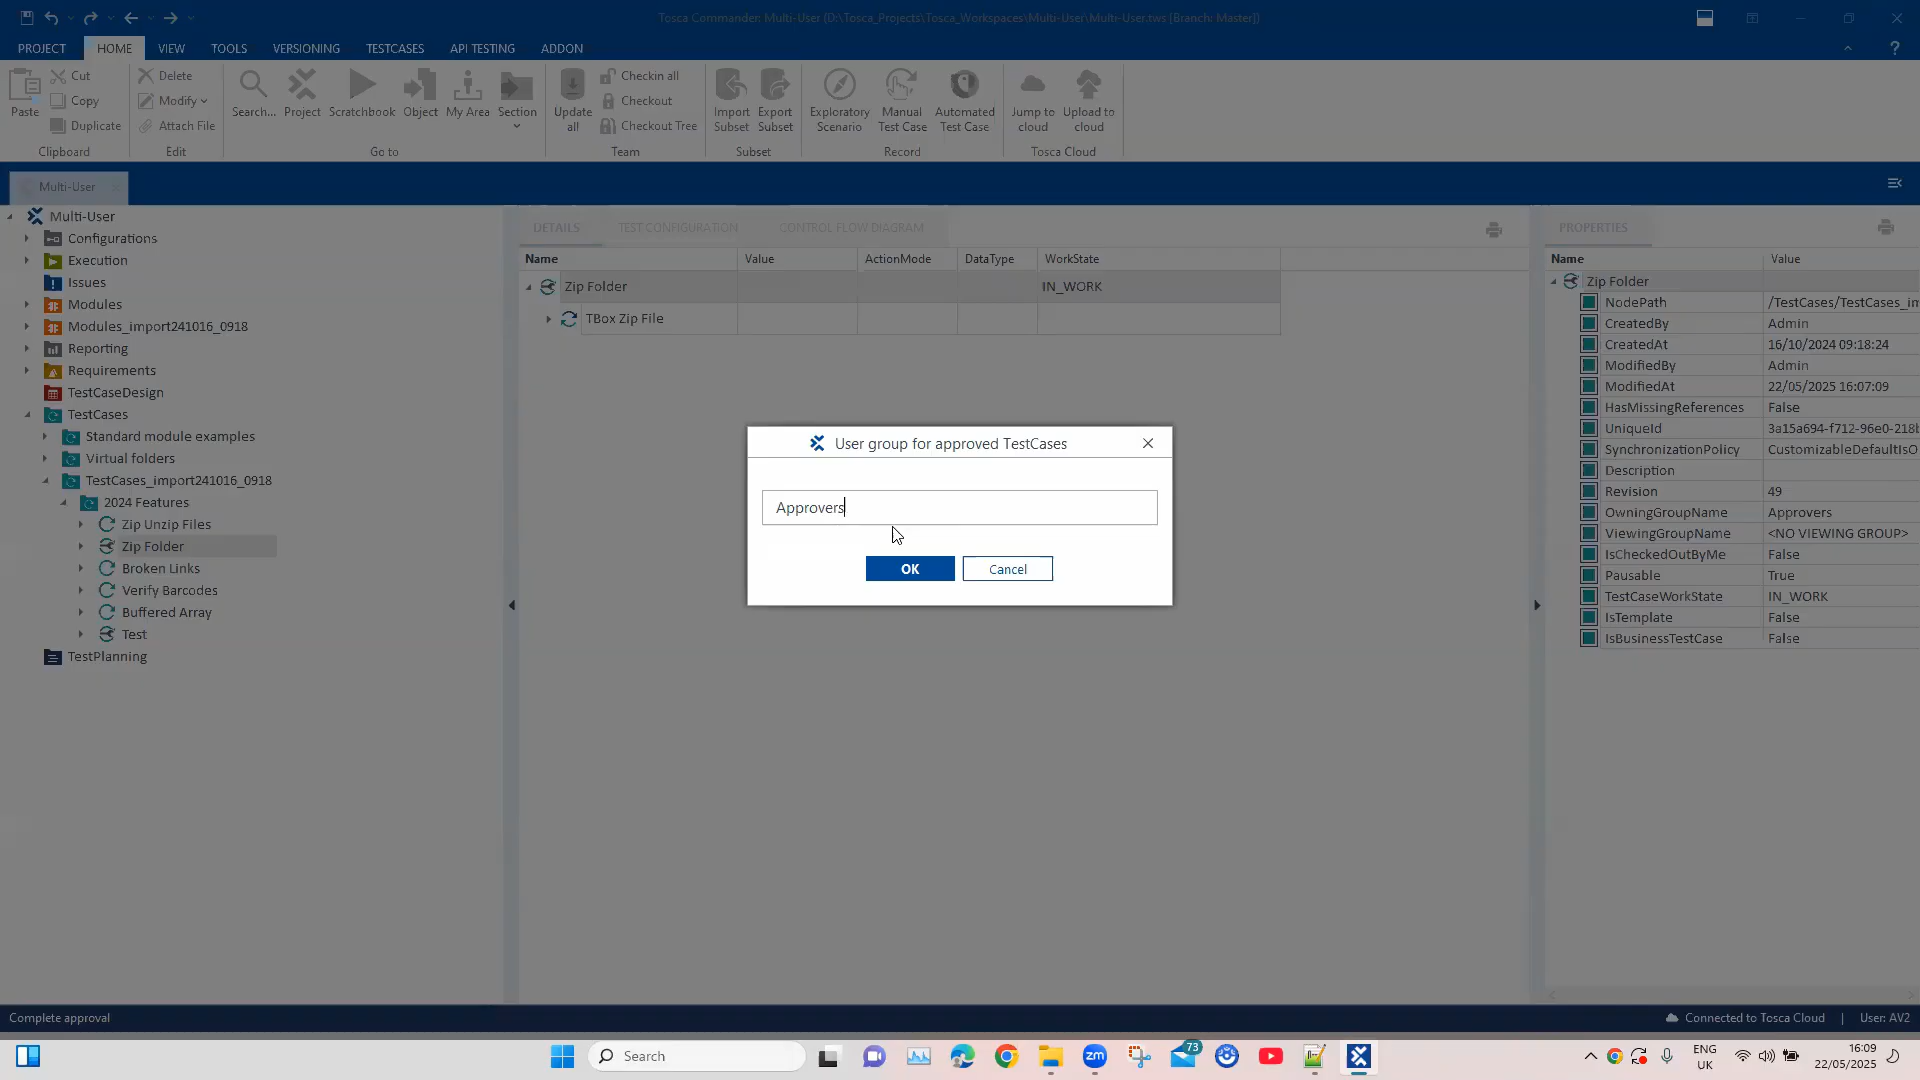 Tosca Commander: Multi-User (D:\Tosca_Projects\Tosca_Workspaces\Multi-User\Multi-User.tws [Branch: Master])
PROJECT HOME VIEW TOOLS VERSIONING TESTCASES API TESTING ADDON
Paste Cut Copy Duplicate
Delete Modify Attach File
Search... Project Scratchbook Object My Area Section
Update all Checkin all Checkout Checkout Tree
Import Subset Export Subset
Exploratory Scenario Manual Test Case Automated Test Case
Jump to cloud Upload to cloud
Clipboard Edit Go to Team Subset Record Tosca Cloud
Multi-User
Multi-User
Configurations
Execution
Issues
Modules
Modules_import241016_0918
Reporting
Requirements
TestCaseDesign
TestCases
Standard module examples
Virtual folders
TestCases_import241016_0918
2024 Features
Zip Unzip Files
Zip Folder
Broken Links
Verify Barcodes
Buffered Array
Test
TestPlanning
DETAILS TEST CONFIGURATION CONTROL FLOW DIAGRAM
Name Value ActionMode DataType WorkState
Zip Folder IN_WORK
TBox Zip File
User group for approved TestCases
Approvers
OK Cancel
PROPERTIES
Name Value
Zip Folder
NodePath /TestCases/TestCases_im
CreatedBy Admin
CreatedAt 16/10/2024 09:18:24
ModifiedBy Admin
ModifiedAt 22/05/2025 16:07:09
HasMissingReferences False
UniqueId 3a15a694-f712-96e0-218b
SynchronizationPolicy CustomizableDefaultIsO
Description
Revision 49
OwningGroupName Approvers
ViewingGroupName <NO VIEWING GROUP>
IsCheckedOutByMe False
Pausable True
TestCaseWorkState IN_WORK
IsTemplate False
IsBusinessTestCase False
Complete approval Connected to Tosca Cloud | User: AV2
Search zm 73 ENG UK 16:09 22/05/2025